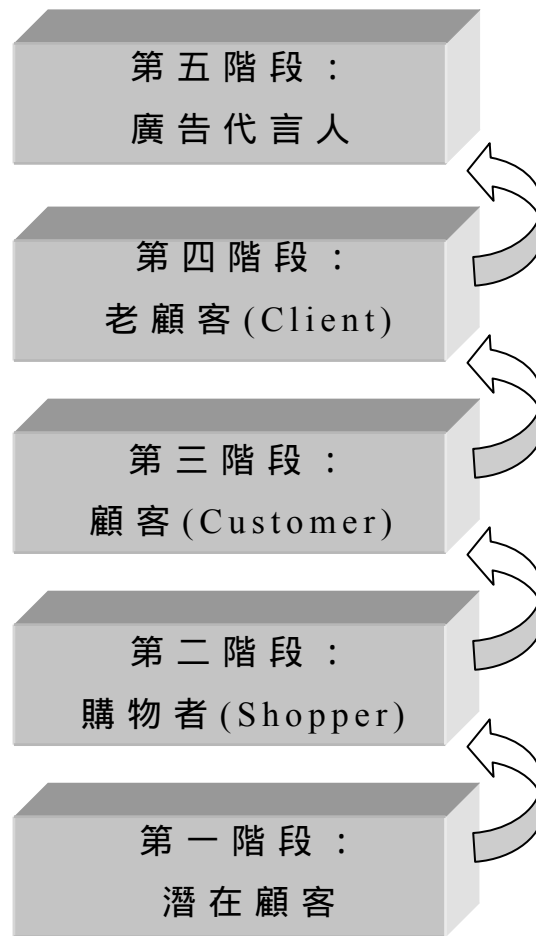 第五階段：
廣告代言人
第四階段：
老顧客(Client)
第三階段：
顧客(Customer)
第二階段：
購物者(Shopper)
第一階段：
潛在顧客